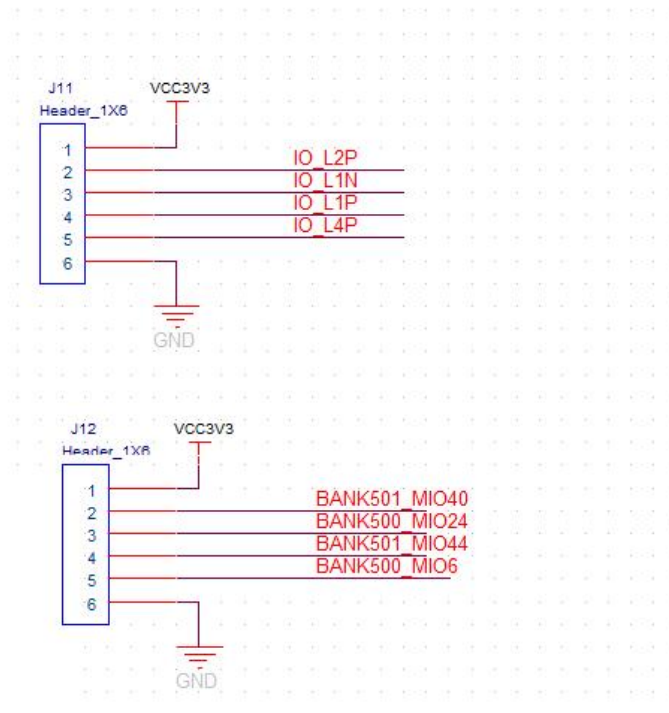 J11 VCC3V3
Header_1X6
1
2 IO_L2P
3 IO_L1N
4 IO_L1P
5 IO_L4P
6
GND
J12 VCC3V3
Header_1X6
1
2 BANK501_MIO40
3 BANK500_MIO24
4 BANK501_MIO44
5 BANK500_MIO6
6
GND